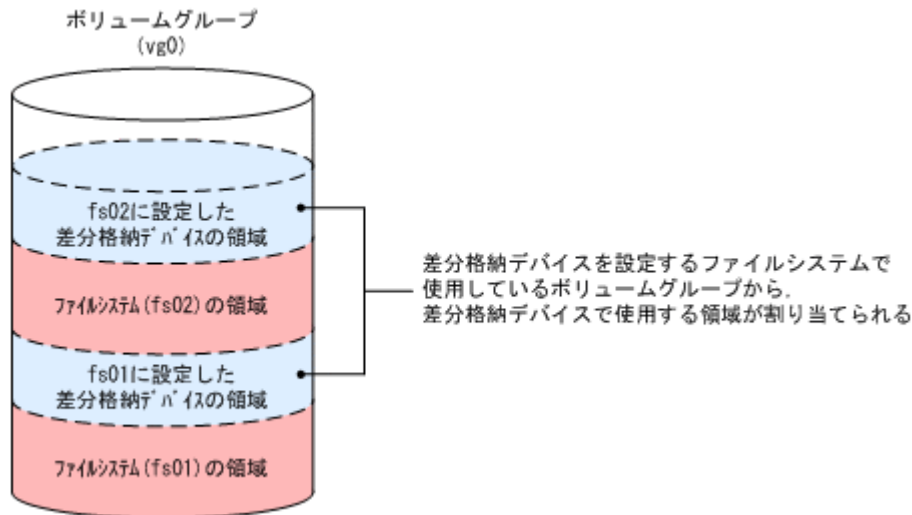 ボリュームグループ
(vg0)
fs02に設定した
差分格納ﾃﾞﾊﾞｲｽの領域
ﾌｧｲﾙｼｽﾃﾑ(fs02)の領域
fs01に設定した
差分格納ﾃﾞﾊﾞｲｽの領域
ﾌｧｲﾙｼｽﾃﾑ(fs01)の領域
差分格納デバイスを設定するファイルシステムで
使用しているボリュームグループから，
差分格納デバイスで使用する領域が割り当てられる